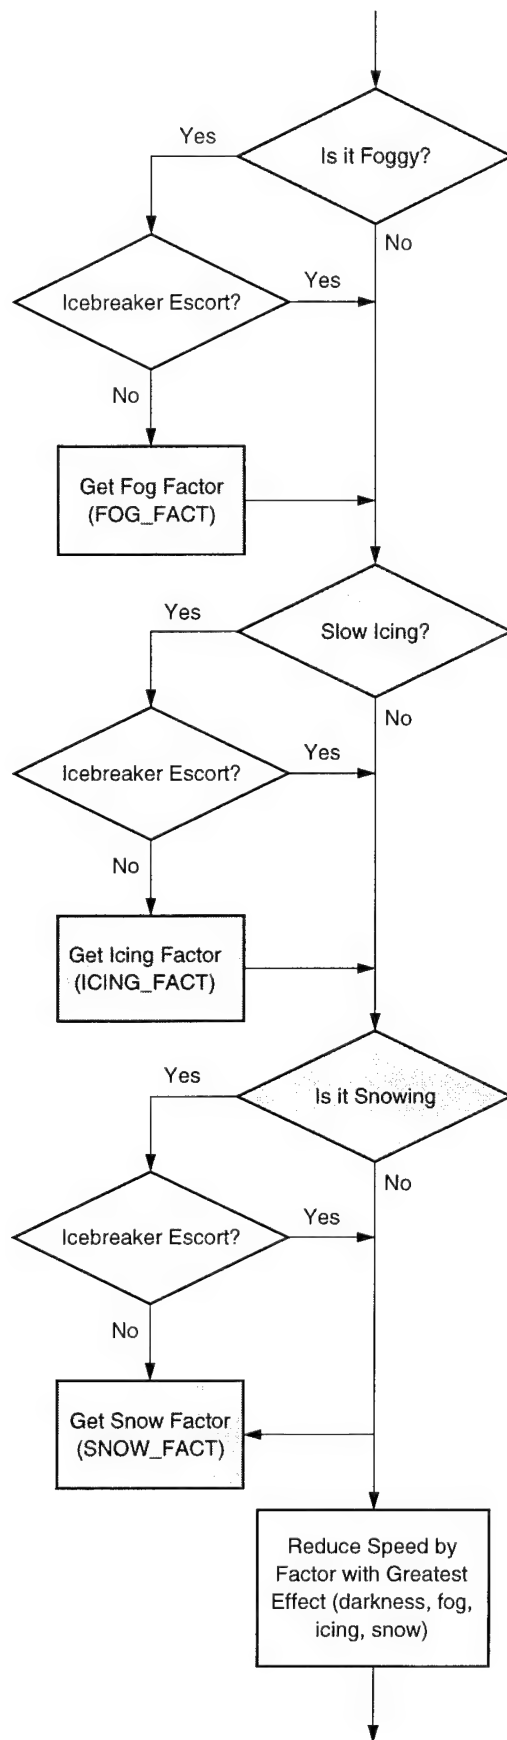 Is it Foggy?
Yes
No
Icebreaker Escort?
Yes
No
Get Fog Factor
(FOG_FACT)
Slow Icing?
Yes
No
Icebreaker Escort?
Yes
No
Get Icing Factor
(ICING_FACT)
Is it Snowing
Yes
No
Icebreaker Escort?
Yes
No
Get Snow Factor
(SNOW_FACT)
Reduce Speed by
Factor with Greatest
Effect (darkness, fog,
icing, snow)